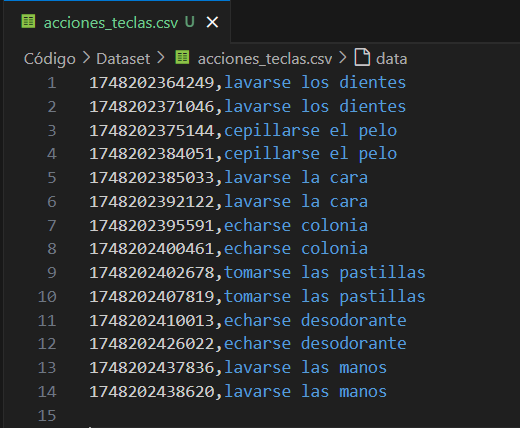 acciones_teclas.csv U ×
Código > Dataset > acciones_teclas.csv > data
1 1748202364249,lavarse los dientes
2 1748202371046,lavarse los dientes
3 1748202375144,cepillarse el pelo
4 1748202384051,cepillarse el pelo
5 1748202385033,lavarse la cara
6 1748202392122,lavarse la cara
7 1748202395591,echarse colonia
8 1748202400461,echarse colonia
9 1748202402678,tomarse las pastillas
10 1748202407819,tomarse las pastillas
11 1748202410013,echarse desodorante
12 1748202426022,echarse desodorante
13 1748202437836,lavarse las manos
14 1748202438620,lavarse las manos
15